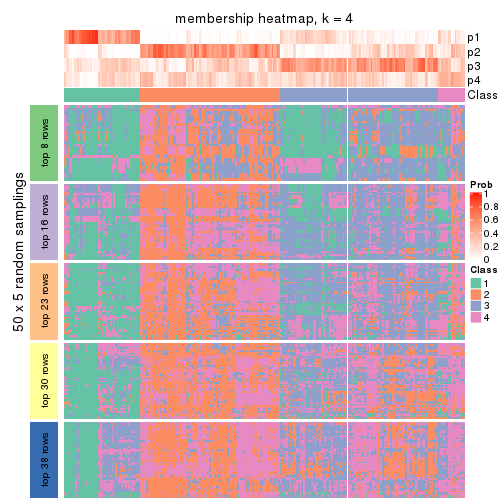 membership heatmap, k = 4
p1
p2
p3
p4
Class
50 x 5 random samplings
top 8 rows
top 16 rows
top 23 rows
top 30 rows
top 38 rows
Prob
1
0.8
0.6
0.4
0.2
0
Class
1
2
3
4